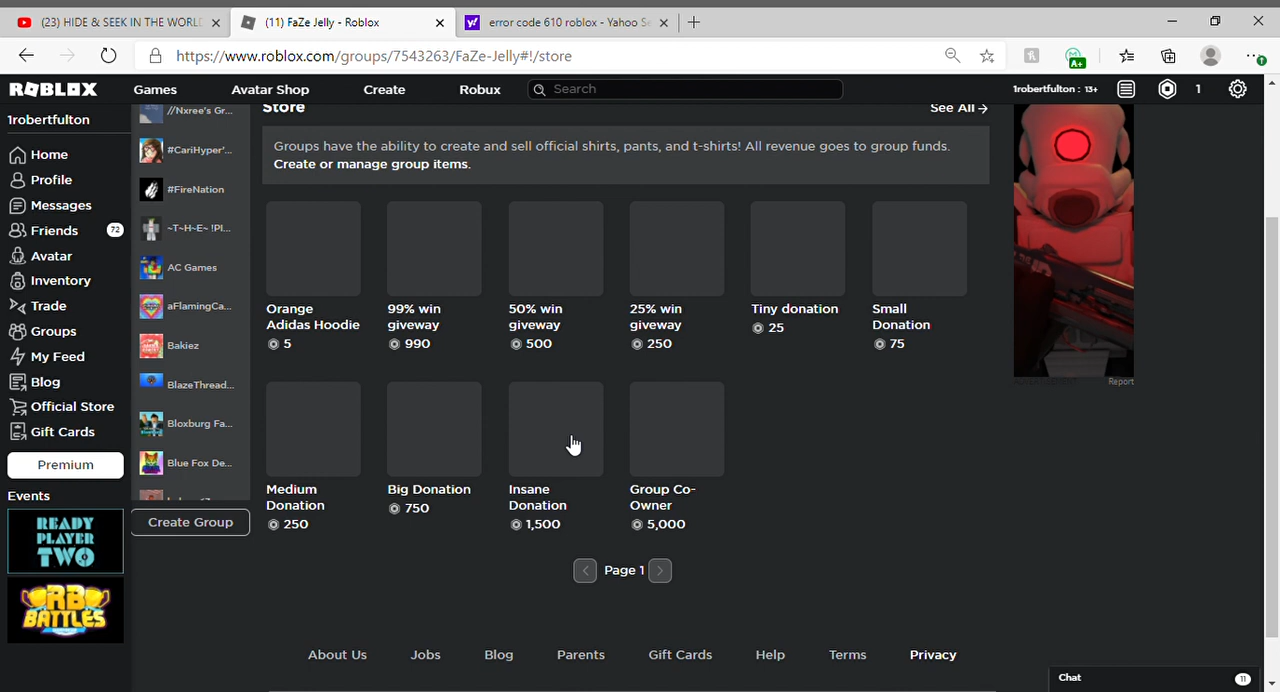 (23) HIDE & SEEK IN THE WORLD
(11) FaZe Jelly - Roblox
error code 610 roblox - Yahoo Se
https://www.roblox.com/groups/7543263/FaZe-Jelly#!/store
A+
ROBLOX
Games
Avatar Shop
Create
Robux
Search
1robertfulton : 13+
1
1robertfulton
Home
Profile
Messages
Friends
72
Avatar
Inventory
Trade
Groups
My Feed
Blog
Official Store
Gift Cards
Premium
Events
READY
PLAYER
TWO
RB
BATTLES
//Nxree's Gr...
#CariHyper'...
#FireNation
~T~H~E~ !Pl...
AC Games
aFlamingCa...
Bakiez
BlazeThread...
Bloxburg Fa...
Blue Fox De...
Create Group
Store
See All
Groups have the ability to create and sell official shirts, pants, and t-shirts! All revenue goes to group funds.
Create or manage group items.
Orange
Adidas Hoodie
5
99% win
giveway
990
50% win
giveway
500
25% win
giveway
250
Tiny donation
25
Small
Donation
75
Medium
Donation
250
Big Donation
750
Insane
Donation
1,500
Group Co-
Owner
5,000
Page 1
ADVERTISEMENT
Report
About Us
Jobs
Blog
Parents
Gift Cards
Help
Terms
Privacy
Chat
11